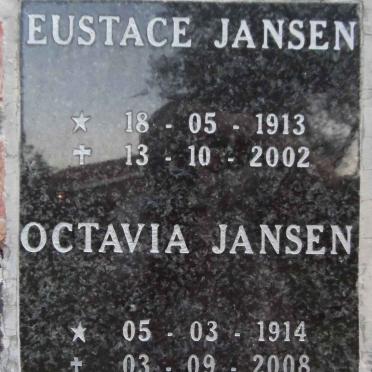 EUSTACE JANSEN
★ 18 - 05 - 1913
✝ 13 - 10 - 2002
OCTAVIA JANSEN
★ 05 - 03 - 1914
✝ 03 - 09 - 2008